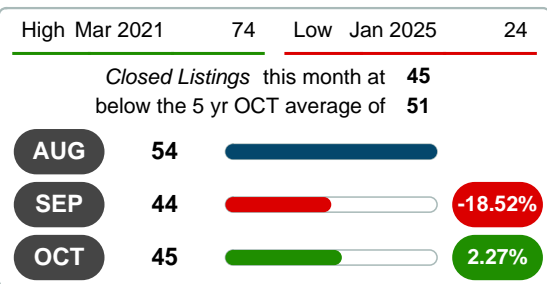 High Mar 2021 74 Low Jan 2025 24
Closed Listings this month at 45
below the 5 yr OCT average of 51
AUG 54
SEP 44 -18.52%
OCT 45 2.27%